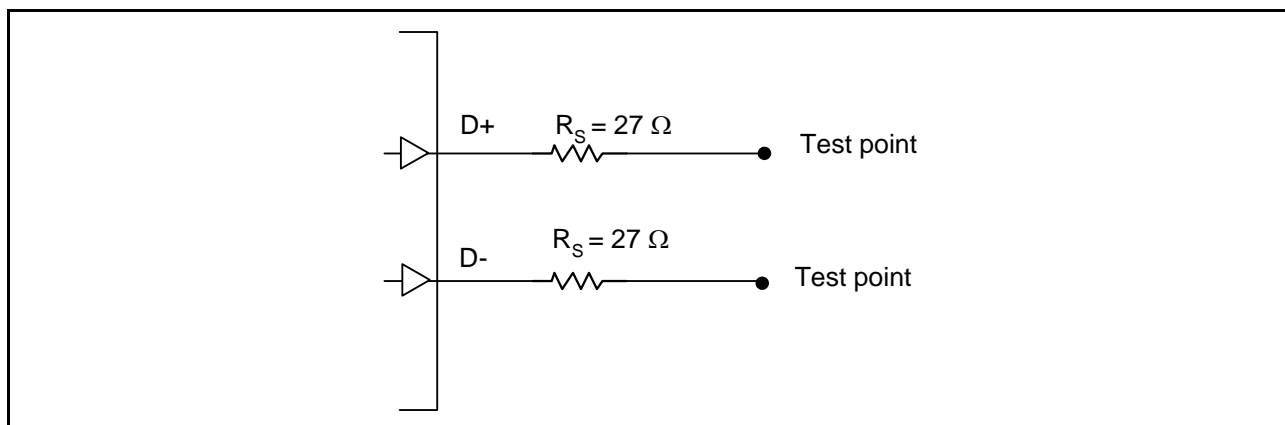 D+ R_S = 27 Ω Test point
D- R_S = 27 Ω Test point